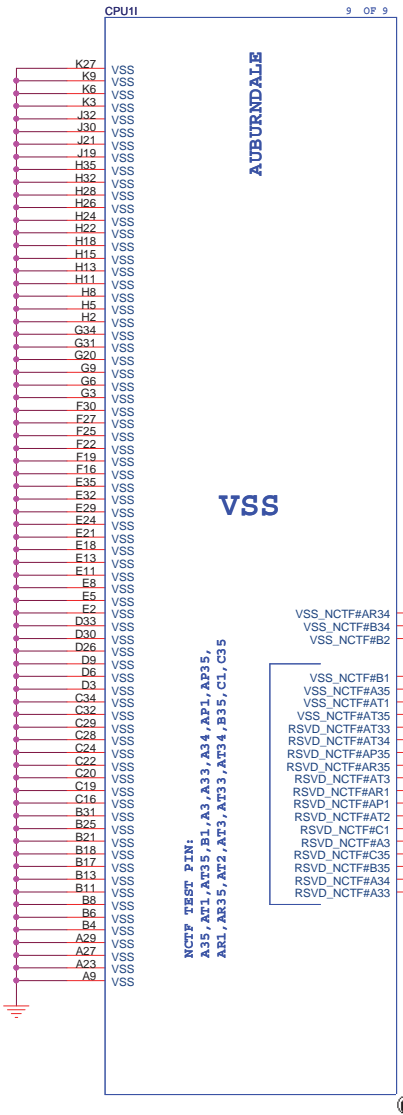 CPU1I
9 OF 9
AUBURNDALE
K27 VSS
K9 VSS
K6 VSS
K3 VSS
J32 VSS
J30 VSS
J21 VSS
J19 VSS
H35 VSS
H32 VSS
H28 VSS
H26 VSS
H24 VSS
H22 VSS
H18 VSS
H15 VSS
H13 VSS
H11 VSS
H8 VSS
H5 VSS
H2 VSS
G34 VSS
G31 VSS
G20 VSS
G9 VSS
G6 VSS
G3 VSS
F30 VSS
F27 VSS
F25 VSS
F22 VSS
F19 VSS
F16 VSS
E35 VSS
E32 VSS
E29 VSS
E24 VSS
E21 VSS
E18 VSS
E13 VSS
E11 VSS
E8 VSS
E5 VSS
E2 VSS
D33 VSS
D30 VSS
D26 VSS
D9 VSS
D6 VSS
D3 VSS
C34 VSS
C32 VSS
C29 VSS
C28 VSS
C24 VSS
C22 VSS
C20 VSS
C19 VSS
C16 VSS
B31 VSS
B25 VSS
B21 VSS
B18 VSS
B17 VSS
B13 VSS
B11 VSS
B8 VSS
B6 VSS
B4 VSS
A29 VSS
A27 VSS
A23 VSS
A9 VSS
VSS
NCTF TEST PIN:
A35,AT1,AT35,B1,A3,A33,A34,AP1,AP35,
AR1,AR35,AT2,AT3,AT33,AT34,B35,C1,C35
VSS_NCTF#AR34
VSS_NCTF#B34
VSS_NCTF#B2
VSS_NCTF#B1
VSS_NCTF#A35
VSS_NCTF#AT1
VSS_NCTF#AT35
RSVD_NCTF#AT33
RSVD_NCTF#AT34
RSVD_NCTF#AP35
RSVD_NCTF#AR35
RSVD_NCTF#AT3
RSVD_NCTF#AR1
RSVD_NCTF#AP1
RSVD_NCTF#AT2
RSVD_NCTF#C1
RSVD_NCTF#A3
RSVD_NCTF#C35
RSVD_NCTF#B35
RSVD_NCTF#A34
RSVD_NCTF#A33